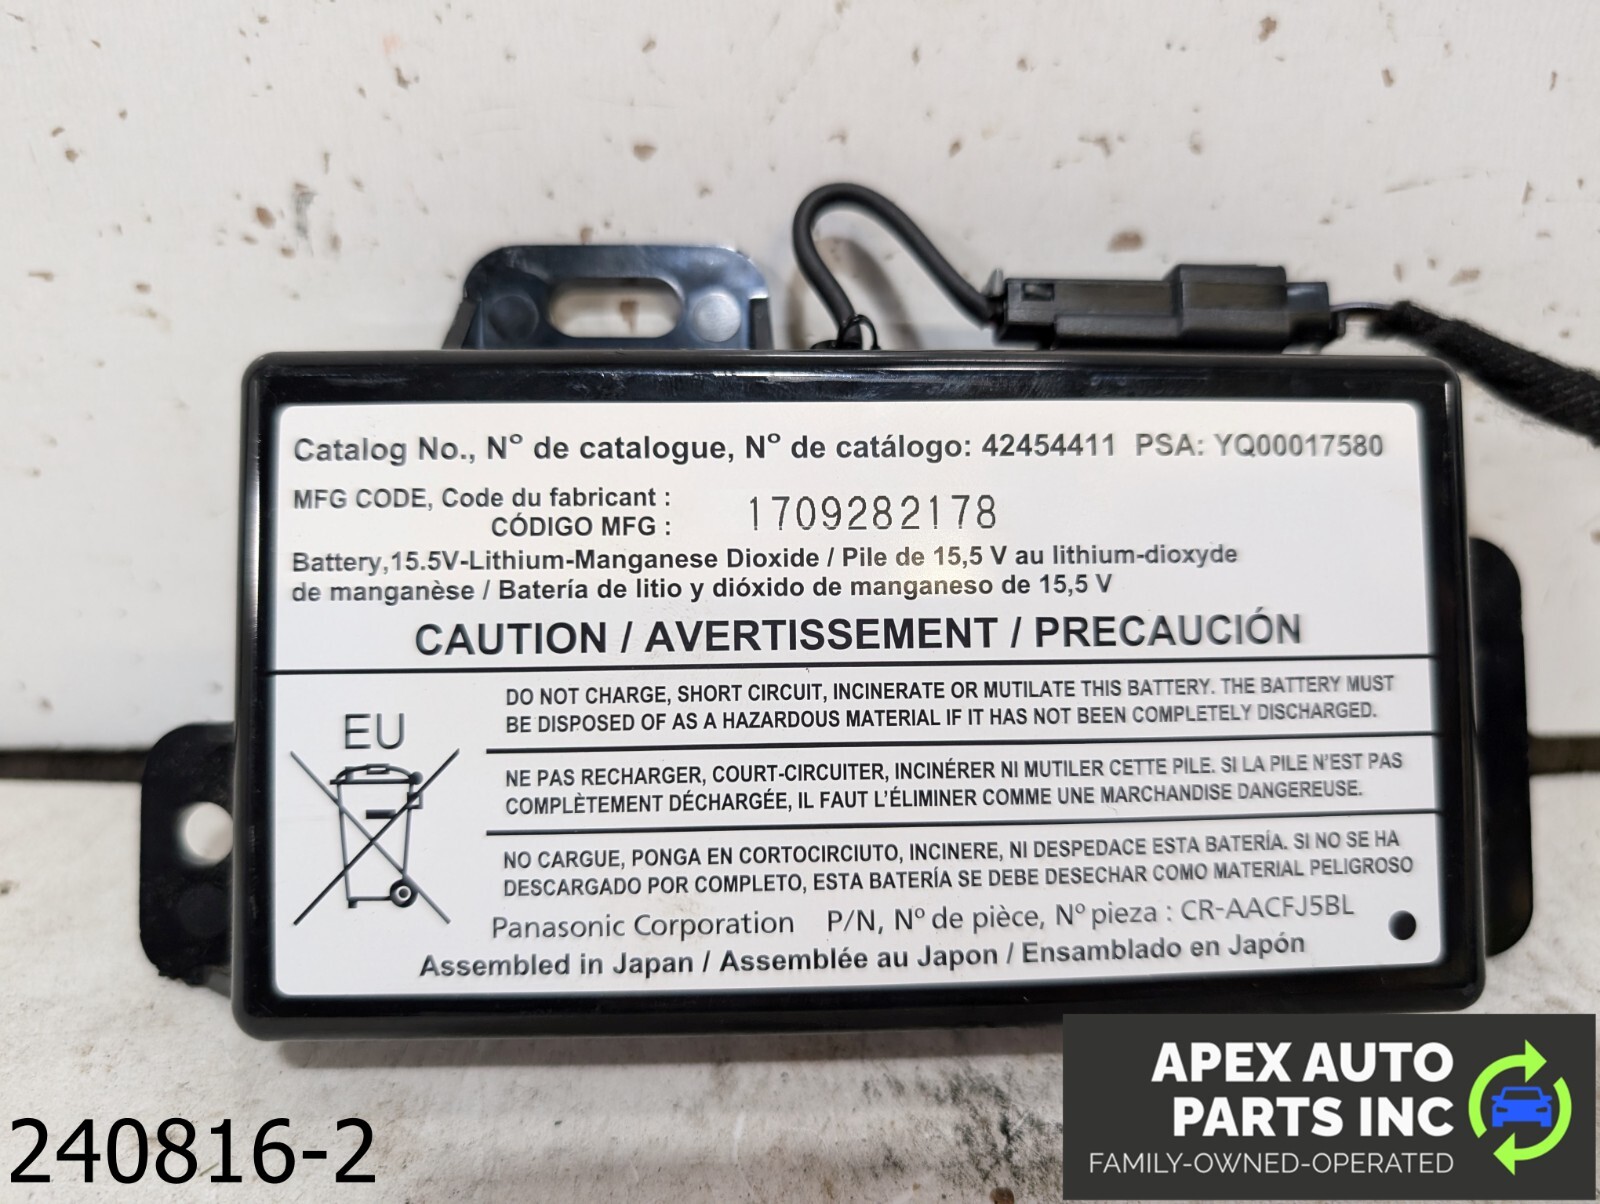 Catalog No., Nº de catalogue, Nº de catálogo: 42454411 PSA: YQ00017580
MFG CODE, Code du fabricant :
CÓDIGO MFG :
1709282178
Battery,15.5V-Lithium-Manganese Dioxide / Pile de 15,5 V au lithium-dioxyde
de manganèse / Batería de litio y dióxido de manganeso de 15,5 V
CAUTION / AVERTISSEMENT / PRECAUCIÓN
EU
DO NOT CHARGE, SHORT CIRCUIT, INCINERATE OR MUTILATE THIS BATTERY. THE BATTERY MUST
BE DISPOSED OF AS A HAZARDOUS MATERIAL IF IT HAS NOT BEEN COMPLETELY DISCHARGED.
NE PAS RECHARGER, COURT-CIRCUITER, INCINÉRER NI MUTILER CETTE PILE. SI LA PILE N'EST PAS
COMPLÈTEMENT DÉCHARGÉE, IL FAUT L'ÉLIMINER COMME UNE MARCHANDISE DANGEREUSE.
NO CARGUE, PONGA EN CORTOCIRCIUTO, INCINERE, NI DESPEDACE ESTA BATERÍA. SI NO SE HA
DESCARGADO POR COMPLETO, ESTA BATERÍA SE DEBE DESECHAR COMO MATERIAL PELIGROSO
Panasonic Corporation P/N, Nº de pièce, Nº pieza : CR-AACFJ5BL
Assembled in Japan / Assemblée au Japon / Ensamblado en Japón
240816-2
APEX AUTO
PARTS INC
FAMILY-OWNED-OPERATED